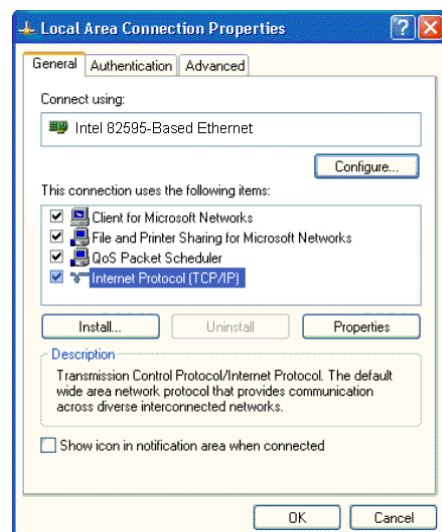 Local Area Connection Properties
General Authentication Advanced
Connect using:
Intel 82595-Based Ethernet
Configure...
This connection uses the following items:
Client for Microsoft Networks
File and Printer Sharing for Microsoft Networks
QoS Packet Scheduler
Internet Protocol (TCP/IP)
Install... Uninstall Properties
Description
Transmission Control Protocol/Internet Protocol. The default
wide area network protocol that provides communication
across diverse interconnected networks.
Show icon in notification area when connected
OK Cancel